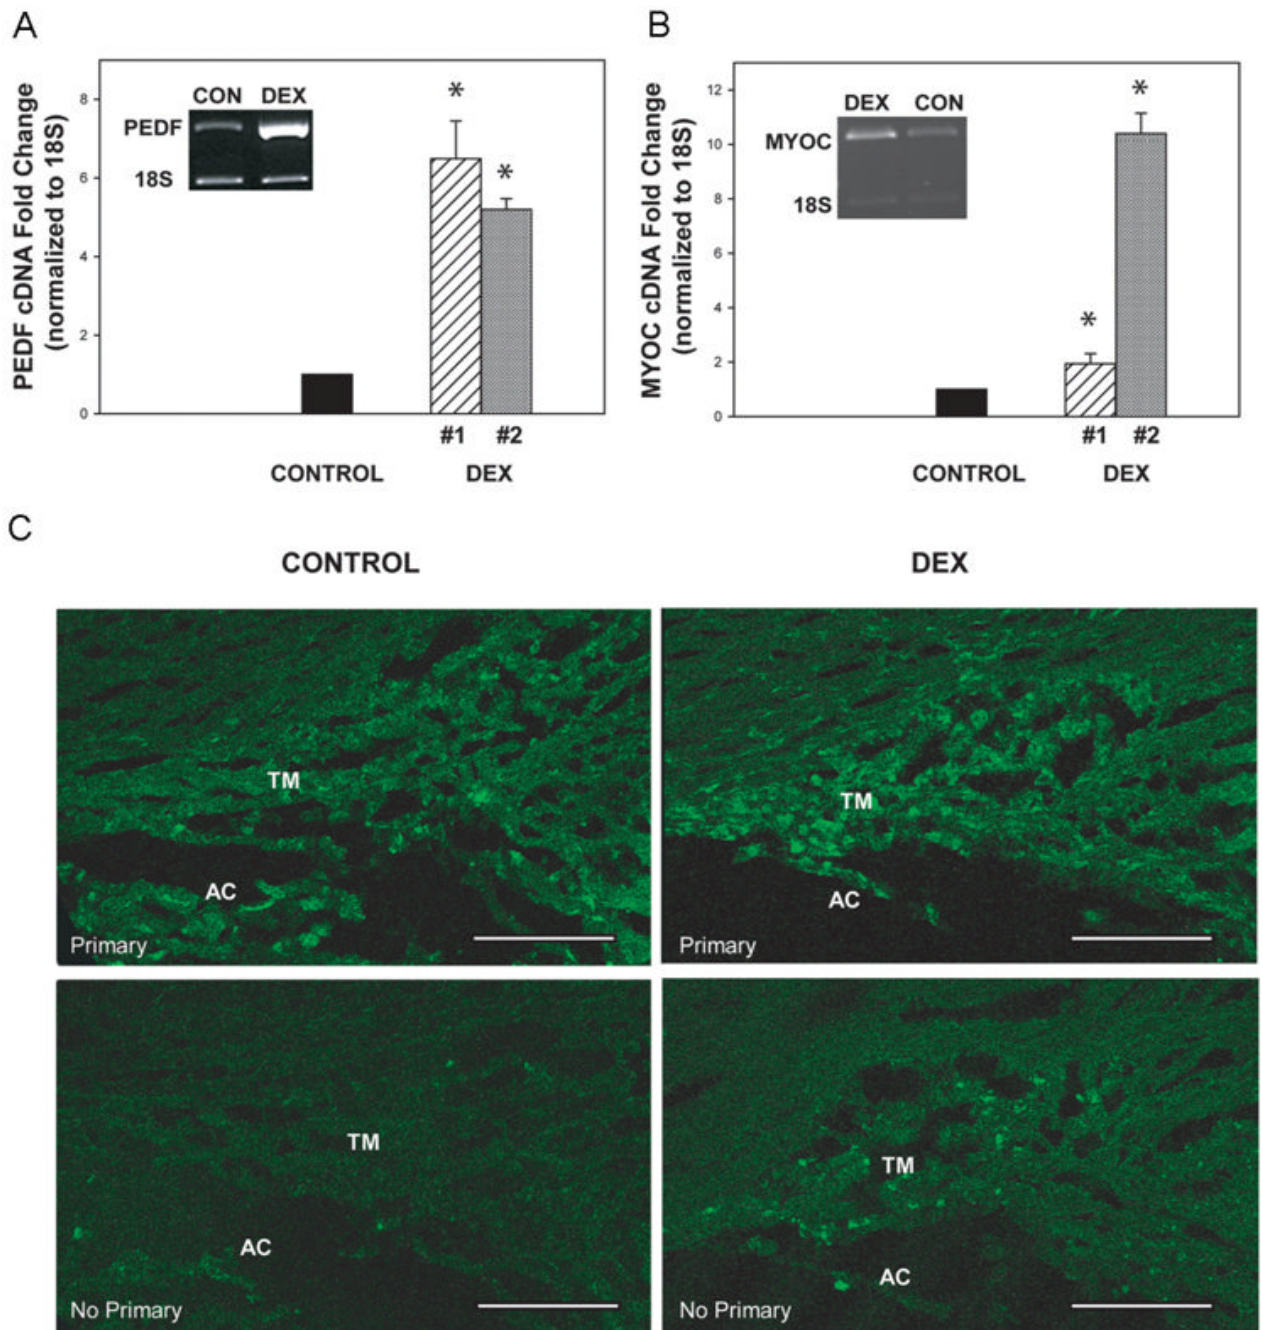 A
PEDF cDNA Fold Change
(normalized to 18S)
8
6
4
2
0
CON DEX
PEDF
18S
*
*
#1 #2
CONTROL DEX
B
MYOC cDNA Fold Change
(normalized to 18S)
12
10
8
6
4
2
0
DEX CON
MYOC
18S
*
*
#1 #2
CONTROL DEX
C
CONTROL DEX
TM
AC
Primary
TM
AC
Primary
TM
AC
No Primary
TM
AC
No Primary